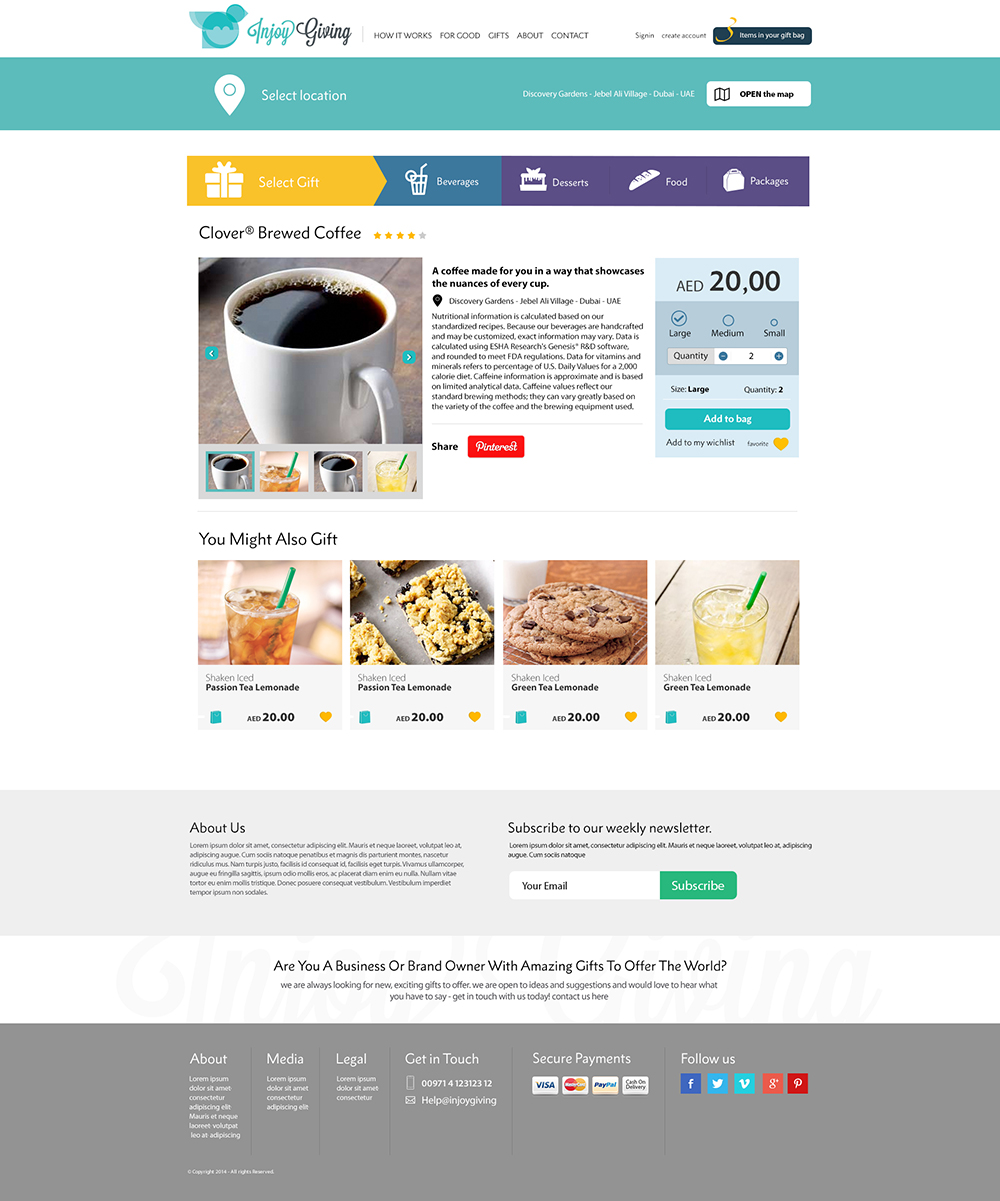 Injoy Giving
HOW IT WORKS FOR GOOD GIFTS ABOUT CONTACT
Signin create account
3 Items in your gift bag
Select location
Discovery Gardens - Jebel Ali Village - Dubai - UAE
OPEN the map
Select Gift
Beverages
Desserts
Food
Packages
Clover® Brewed Coffee
A coffee made for you in a way that showcases
the nuances of every cup.
Discovery Gardens - Jebel Ali Village - Dubai - UAE
Nutritional information is calculated based on our
standardized recipes. Because our beverages are handcrafted
and may be customized, exact information may vary. Data is
calculated using ESHA Research's Genesis® R&D software,
and rounded to meet FDA regulations. Data for vitamins and
minerals refers to percentage of U.S. Daily Values for a 2,000
calorie diet. Caffeine information is approximate and is based
on limited analytical data. Caffeine values reflect our
standard brewing methods; they can vary greatly based on
the variety of the coffee and the brewing equipment used.
Share
Pinterest
AED 20,00
Large Medium Small
Quantity 2
Size: Large Quantity: 2
Add to bag
Add to my wichlist favorite
You Might Also Gift
Shaken Iced
Passion Tea Lemonade
AED 20.00
Shaken Iced
Passion Tea Lemonade
AED 20.00
Shaken Iced
Green Tea Lemonade
AED 20.00
Shaken Iced
Green Tea Lemonade
AED 20.00
About Us
Lorem ipsum dolor sit amet, consectetur adipiscing elit. Mauris et neque laoreet, volutpat leo at,
adipiscing augue. Cum sociis natoque penatibus et magnis dis parturient montes, nascetur
ridiculus mus. Nam turpis justo, facilisis id consequat id, facilisis eget turpis. Vivamus ullamcorper,
augue eu fringilla sagittis, ipsum odio mollis eros, ac placerat diam enim eu nulla. Nullam vitae
tortor eu enim mollis tristique. Donec posuere consequat vestibulum. Vestibulum imperdiet
tempor ipsum non sodales.
Subscribe to our weekly newsletter.
Lorem ipsum dolor sit amet, consectetur adipiscing elit. Mauris et neque laoreet, volutpat leo at, adipiscing
augue. Cum sociis natoque
Your Email
Subscribe
Injoy Giving
Are You A Business Or Brand Owner With Amazing Gifts To Offer The World?
we are always looking for new, exciting gifts to offer. we are open to ideas and suggestions and would love to hear what
you have to say - get in touch with us today! contact us here
About
Lorem ipsum
dolor sit amet
consectetur
adipiscing elit
Mauris et neque
laoreet volutpat
leo at adipiscing
Media
Lorem ipsum
dolor sit amet
consectetur
adipiscing elit
Legal
Lorem ipsum
dolor sit amet
consectetur
Get in Touch
00971 4 123123 12
Help@injoygiving
Secure Payments
VISA
MasterCard
PayPal
Cash On
Delivery
Follow us
f
v
g+
© Copyright 2014 - All rights Reserved.